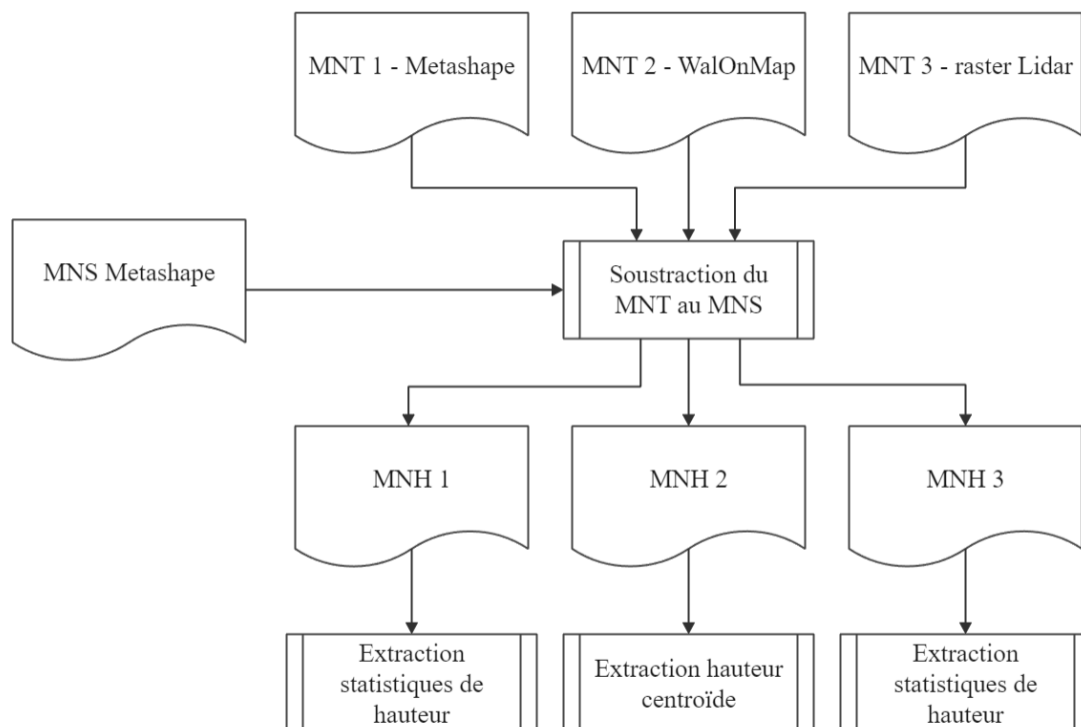 MNT 1 - Metashape
MNT 2 - WalOnMap
MNT 3 - raster Lidar
MNS Metashape
Soustraction du
MNT au MNS
MNH 1
MNH 2
MNH 3
Extraction
statistiques de
hauteur
Extraction hauteur
centroïde
Extraction
statistiques de
hauteur